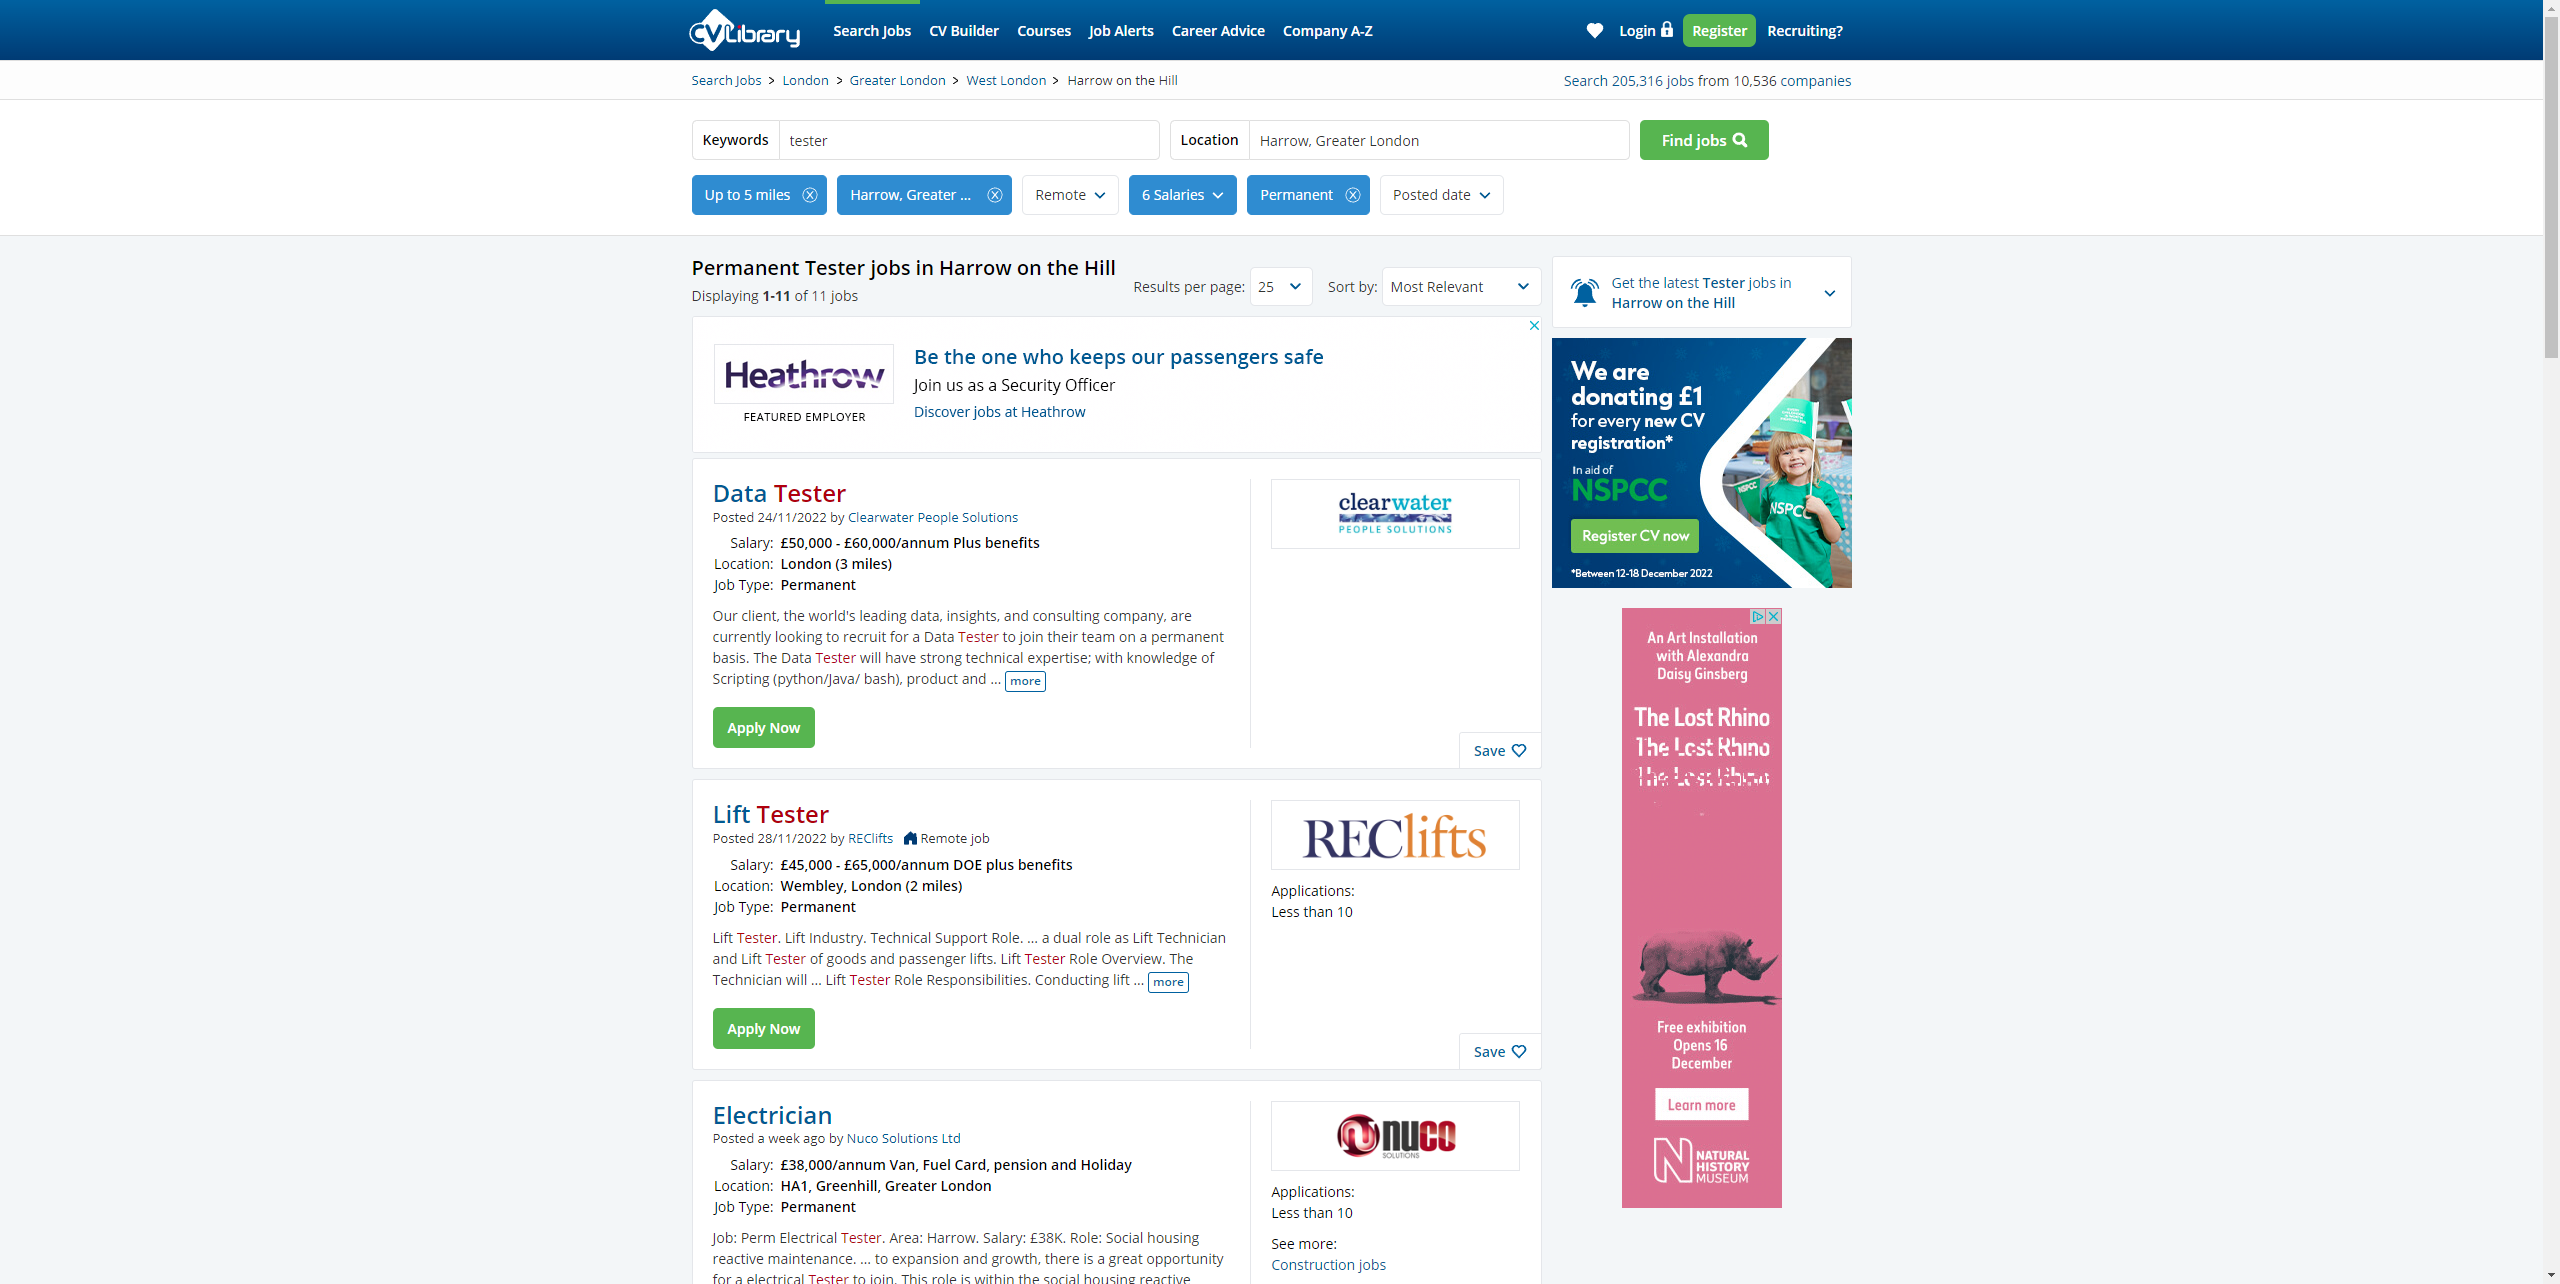 CVLibrary
Search Jobs
CV Builder
Courses
Job Alerts
Career Advice
Company A-Z
Login
Register
Recruiting?
Search Jobs > London > Greater London > West London > Harrow on the Hill
Search 205,316 jobs from 10,536 companies
Keywords tester
Location Harrow, Greater London
Find jobs
Up to 5 miles
Harrow, Greater ...
Remote
6 Salaries
Permanent
Posted date
Permanent Tester jobs in Harrow on the Hill
Displaying 1-11 of 11 jobs
Results per page: 25
Sort by: Most Relevant
Heathrow
FEATURED EMPLOYER
Be the one who keeps our passengers safe
Join us as a Security Officer
Discover jobs at Heathrow
Data Tester
Posted 24/11/2022 by Clearwater People Solutions
Salary: £50,000 - £60,000/annum Plus benefits
Location: London (3 miles)
Job Type: Permanent
Our client, the world's leading data, insights, and consulting company, are
currently looking to recruit for a Data Tester to join their team on a permanent
basis. The Data Tester will have strong technical expertise; with knowledge of
Scripting (python/Java/ bash), product and ... more
Apply Now
clearwater
PEOPLE SOLUTIONS
Save
Lift Tester
Posted 28/11/2022 by REClifts Remote job
Salary: £45,000 - £65,000/annum DOE plus benefits
Location: Wembley, London (2 miles)
Job Type: Permanent
Lift Tester. Lift Industry. Technical Support Role. ... a dual role as Lift Technician
and Lift Tester of goods and passenger lifts. Lift Tester Role Overview. The
Technician will ... Lift Tester Role Responsibilities. Conducting lift ... more
Apply Now
REClifts
Applications:
Less than 10
Save
Electrician
Posted a week ago by Nuco Solutions Ltd
Salary: £38,000/annum Van, Fuel Card, pension and Holiday
Location: HA1, Greenhill, Greater London
Job Type: Permanent
Job: Perm Electrical Tester. Area: Harrow. Salary: £38K. Role: Social housing
reactive maintenance. ... to expansion and growth, there is a great opportunity
for a electrical Tester to join. This role is within the social housing reactive
nuco
SOLUTIONS
Applications:
Less than 10
See more:
Construction jobs
Get the latest Tester jobs in
Harrow on the Hill
We are
donating £1
for every new CV
registration*
In aid of
NSPCC
Register CV now
*Between 12-18 December 2022
NSPCC
NSPCC
An Art Installation
with Alexandra
Daisy Ginsberg
The Lost Rhino
The Lost Rhino
The Lost Rhino
Free exhibition
Opens 16
December
Learn more
N NATURAL
HISTORY
MUSEUM